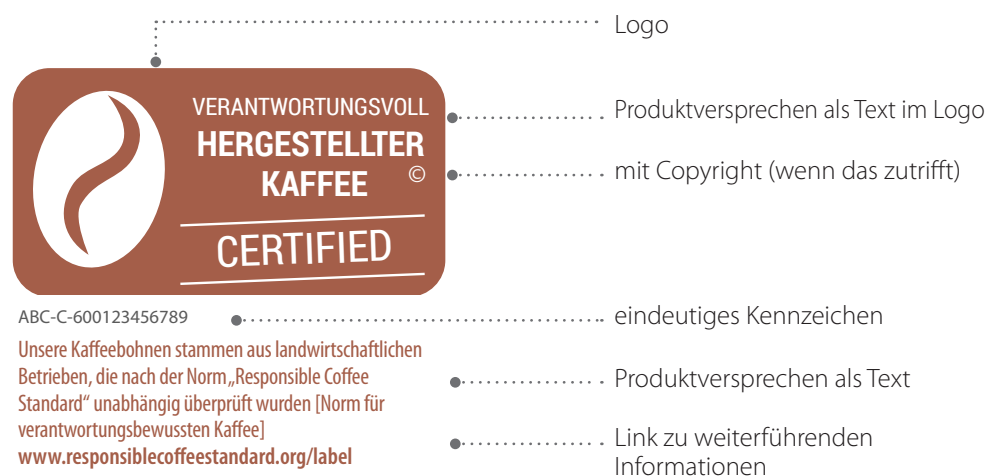 Logo
VERANTWORTUNGSVOLL
HERGESTELLTER
KAFFEE ©
CERTIFIED
Produktversprechen als Text im Logo
mit Copyright (wenn das zutrifft)
ABC-C-600123456789
eindeutiges Kennzeichen
Unsere Kaffeebohnen stammen aus landwirtschaftlichen
Betrieben, die nach der Norm „Responsible Coffee
Standard“ unabhängig überprüft wurden [Norm für
verantwortungsbewussten Kaffee]
www.responsiblecoffeestandard.org/label
Produktversprechen als Text
Link zu weiterführenden
Informationen